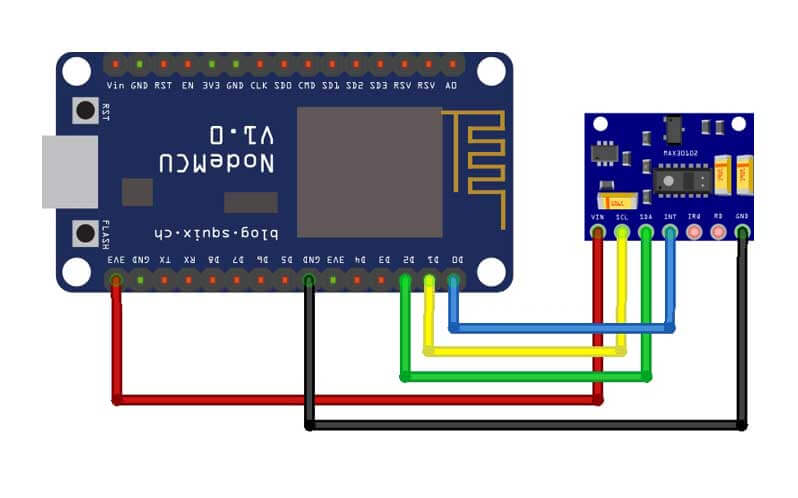 Vin GND RST EN 3V3 GND CLK SD0 CMD SD1 SD2 SD3 RSV RSV A0
RST
NodeMCU
V1.0
FLASH
blog.squix.ch
3V3 GND TX RX D8 D7 D6 D5 GND 3V3 D4 D3 D2 D1 D0
MAX30102
VIN SCL SDA INT IRQ RD GND